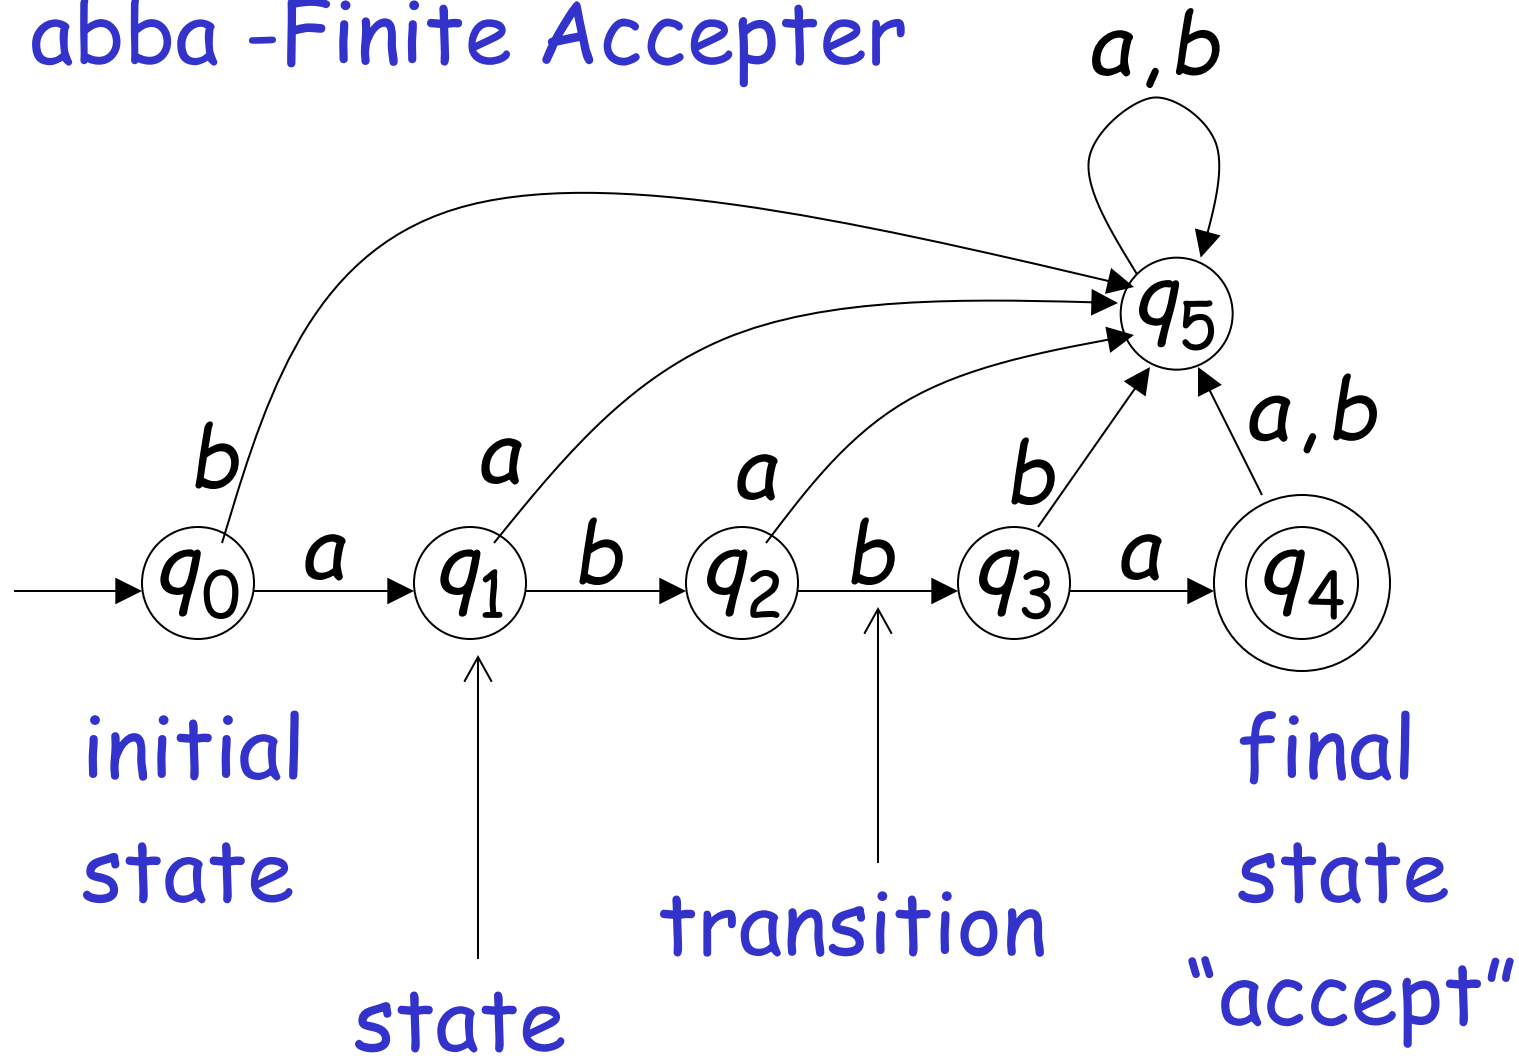 abba -Finite Accepter
a,b
q5
a,b
b
a
a
b
a
b
b
a
q0
q1
q2
q3
q4
initial
state
final
state
transition
"accept"
state